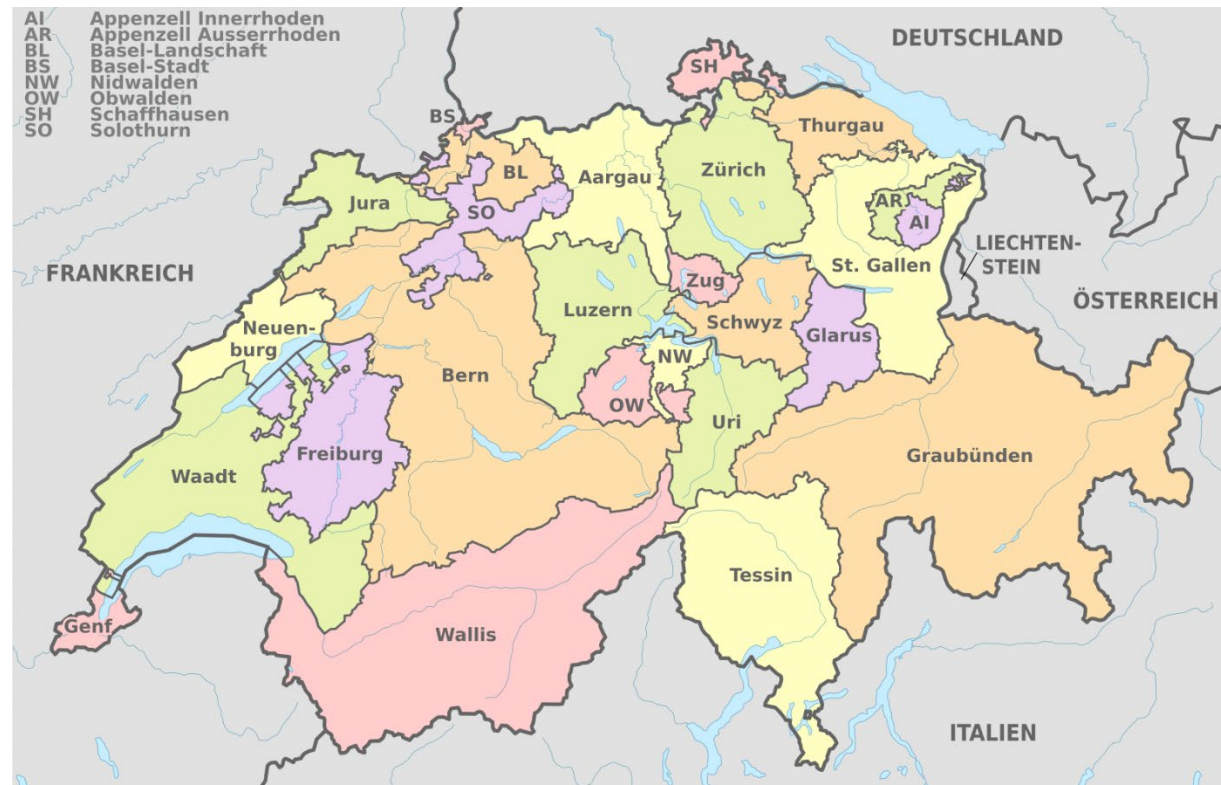 AI Appenzell Innerrhoden
AR Appenzell Ausserrhoden
BL Basel-Landschaft
BS Basel-Stadt
NW Nidwalden
OW Obwalden
SH Schaffhausen
SO Solothurn
DEUTSCHLAND
SH
BS
Thurgau
Zürich
BL
Aargau
Jura
SO
AR
AI
LIECHTEN-
STEIN
St. Gallen
FRANKREICH
Zug
ÖSTERREICH
Luzern
Schwyz
Neuen-
burg
Glarus
NW
Bern
OW
Uri
Freiburg
Graubünden
Waadt
Tessin
Genf
Wallis
ITALIEN